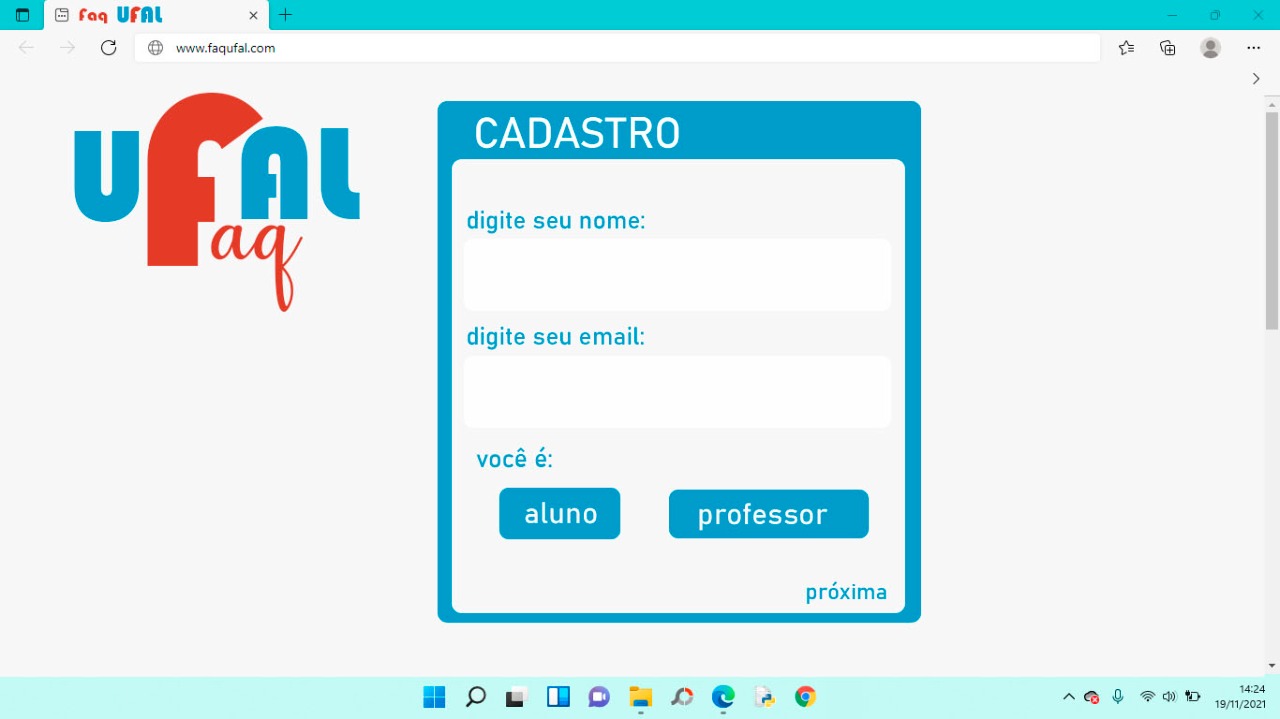 Faq UFAL
www.faqufal.com
UFAL
Faq
CADASTRO
digite seu nome:
digite seu email:
você é:
aluno
professor
próxima
14:24
19/11/2021